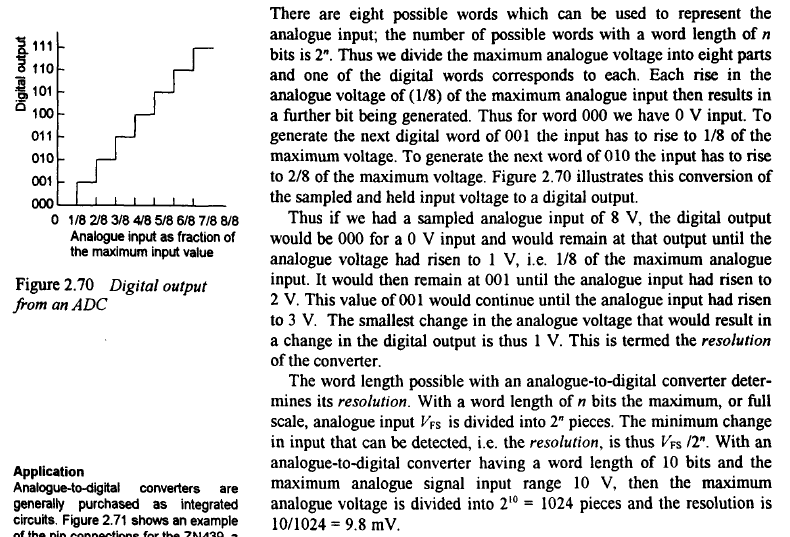 Digital output
111
110
101
100
011
010
001
000
0 1/8 2/8 3/8 4/8 5/8 6/8 7/8 8/8
Analogue input as fraction of
the maximum input value
Figure 2.70 Digital output
from an ADC
Application
Analogue-to-digital converters are
generally purchased as integrated
circuits. Figure 2.71 shows an example
of the pin connections for the ZN439, a
There are eight possible words which can be used to represent the
analogue input; the number of possible words with a word length of n
bits is 2ⁿ. Thus we divide the maximum analogue voltage into eight parts
and one of the digital words corresponds to each. Each rise in the
analogue voltage of (1/8) of the maximum analogue input then results in
a further bit being generated. Thus for word 000 we have 0 V input. To
generate the next digital word of 001 the input has to rise to 1/8 of the
maximum voltage. To generate the next word of 010 the input has to rise
to 2/8 of the maximum voltage. Figure 2.70 illustrates this conversion of
the sampled and held input voltage to a digital output.
Thus if we had a sampled analogue input of 8 V, the digital output
would be 000 for a 0 V input and would remain at that output until the
analogue voltage had risen to 1 V, i.e. 1/8 of the maximum analogue
input. It would then remain at 001 until the analogue input had risen to
2 V. This value of 001 would continue until the analogue input had risen
to 3 V. The smallest change in the analogue voltage that would result in
a change in the digital output is thus 1 V. This is termed the resolution
of the converter.
The word length possible with an analogue-to-digital converter deter-
mines its resolution. With a word length of n bits the maximum, or full
scale, analogue input V_FS is divided into 2ⁿ pieces. The minimum change
in input that can be detected, i.e. the resolution, is thus V_FS /2ⁿ. With an
analogue-to-digital converter having a word length of 10 bits and the
maximum analogue signal input range 10 V, then the maximum
analogue voltage is divided into 2¹⁰ = 1024 pieces and the resolution is
10/1024 = 9.8 mV.